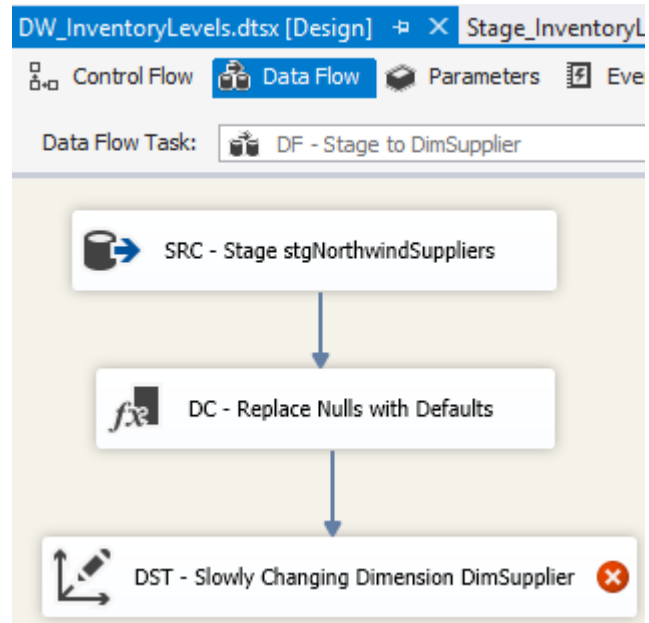 DW_InventoryLevels.dtsx [Design] Stage_InventoryL
Control Flow Data Flow Parameters Eve
Data Flow Task: DF - Stage to DimSupplier
SRC - Stage stgNorthwindSuppliers
fx DC - Replace Nulls with Defaults
DST - Slowly Changing Dimension DimSupplier